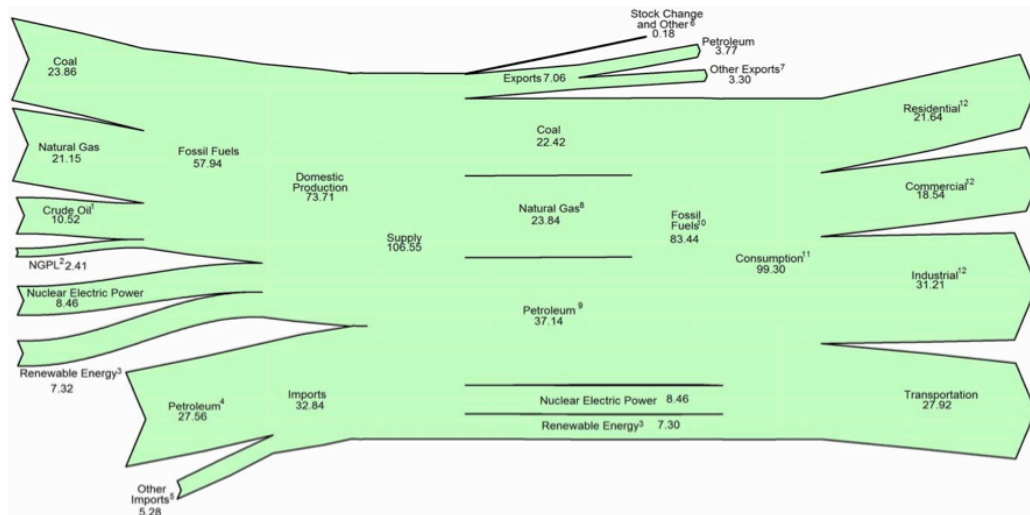 Stock Change
and Other⁶
0.18
Petroleum
3.77
Other Exports⁷
3.30
Exports 7.06
Coal
23.86
Natural Gas
21.15
Crude Oil¹
10.52
NGPL² 2.41
Nuclear Electric Power
8.46
Renewable Energy³
7.32
Fossil Fuels
57.94
Domestic
Production
73.71
Petroleum⁴
27.56
Other
Imports⁵
5.28
Imports
32.84
Supply
106.55
Coal
22.42
Natural Gas⁸
23.84
Petroleum⁹
37.14
Nuclear Electric Power 8.46
Renewable Energy³ 7.30
Fossil
Fuels¹⁰
83.44
Consumption¹¹
99.30
Residential¹²
21.64
Commercial¹²
18.54
Industrial¹²
31.21
Transportation
27.92